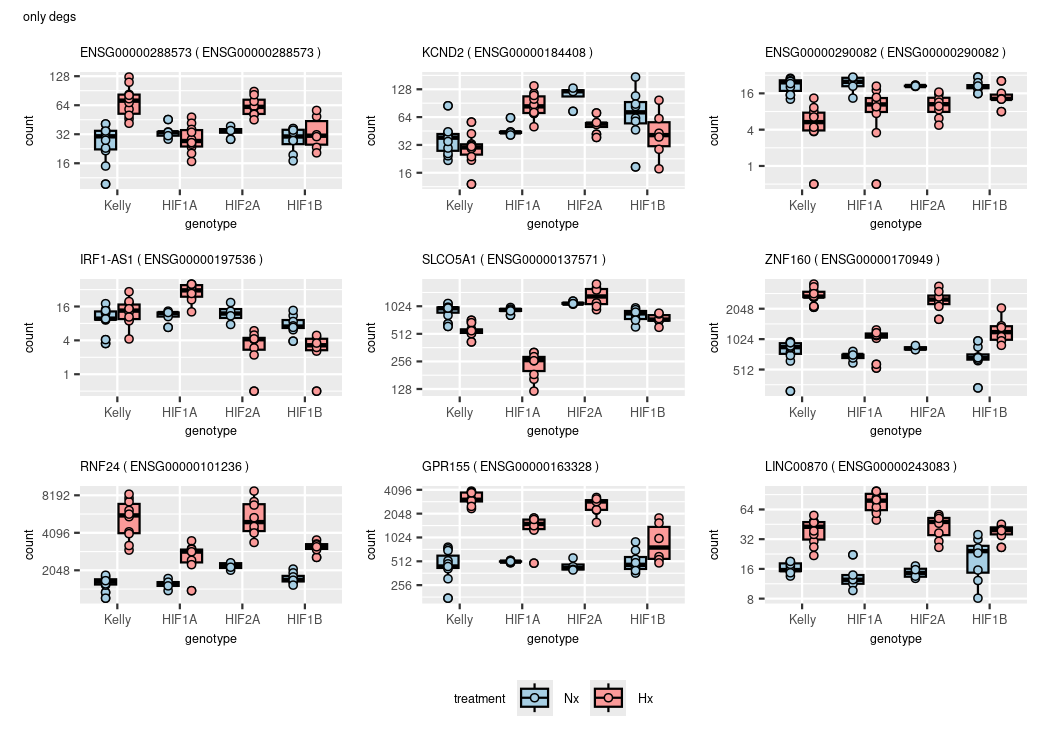 only degs
ENSG00000288573 ( ENSG00000288573 )
count
128
64
32
16
Kelly HIF1A HIF2A HIF1B
genotype
KCND2 ( ENSG00000184408 )
count
128
64
32
16
Kelly HIF1A HIF2A HIF1B
genotype
ENSG00000290082 ( ENSG00000290082 )
count
16
4
1
Kelly HIF1A HIF2A HIF1B
genotype
IRF1-AS1 ( ENSG00000197536 )
count
16
4
1
Kelly HIF1A HIF2A HIF1B
genotype
SLCO5A1 ( ENSG00000137571 )
count
1024
512
256
128
Kelly HIF1A HIF2A HIF1B
genotype
ZNF160 ( ENSG00000170949 )
count
2048
1024
512
Kelly HIF1A HIF2A HIF1B
genotype
RNF24 ( ENSG00000101236 )
count
8192
4096
2048
Kelly HIF1A HIF2A HIF1B
genotype
GPR155 ( ENSG00000163328 )
count
4096
2048
1024
512
256
Kelly HIF1A HIF2A HIF1B
genotype
LINC00870 ( ENSG00000243083 )
count
64
32
16
8
Kelly HIF1A HIF2A HIF1B
genotype
treatment Nx Hx